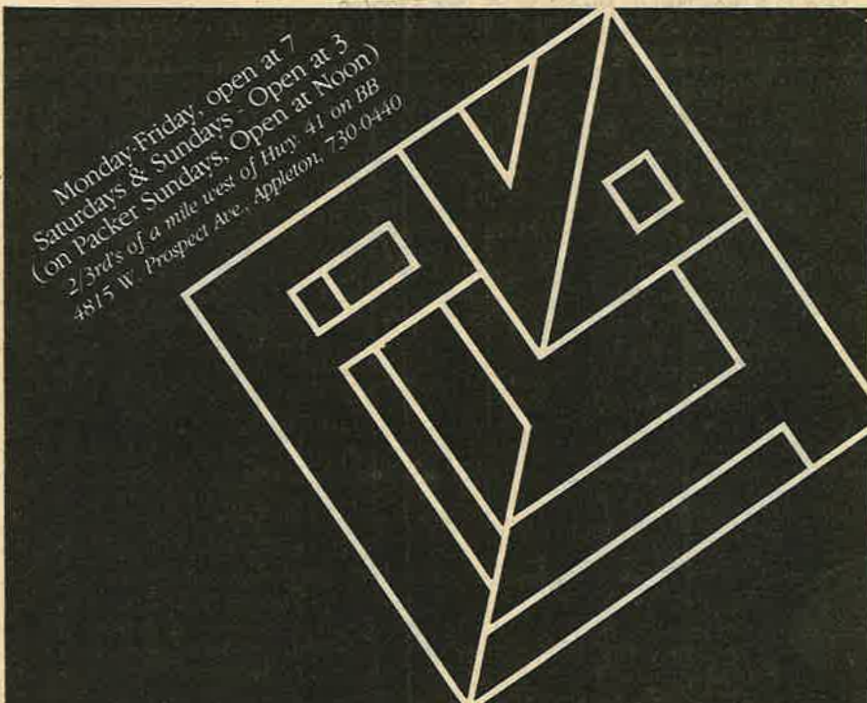 Monday-Friday, open at 7
Saturdays & Sundays - Open at 3
(on Packer Sundays, Open at Noon)
2/3rd's of a mile west of Hwy. 41 on BB
4815 W. Prospect Ave., Appleton, 730-0440